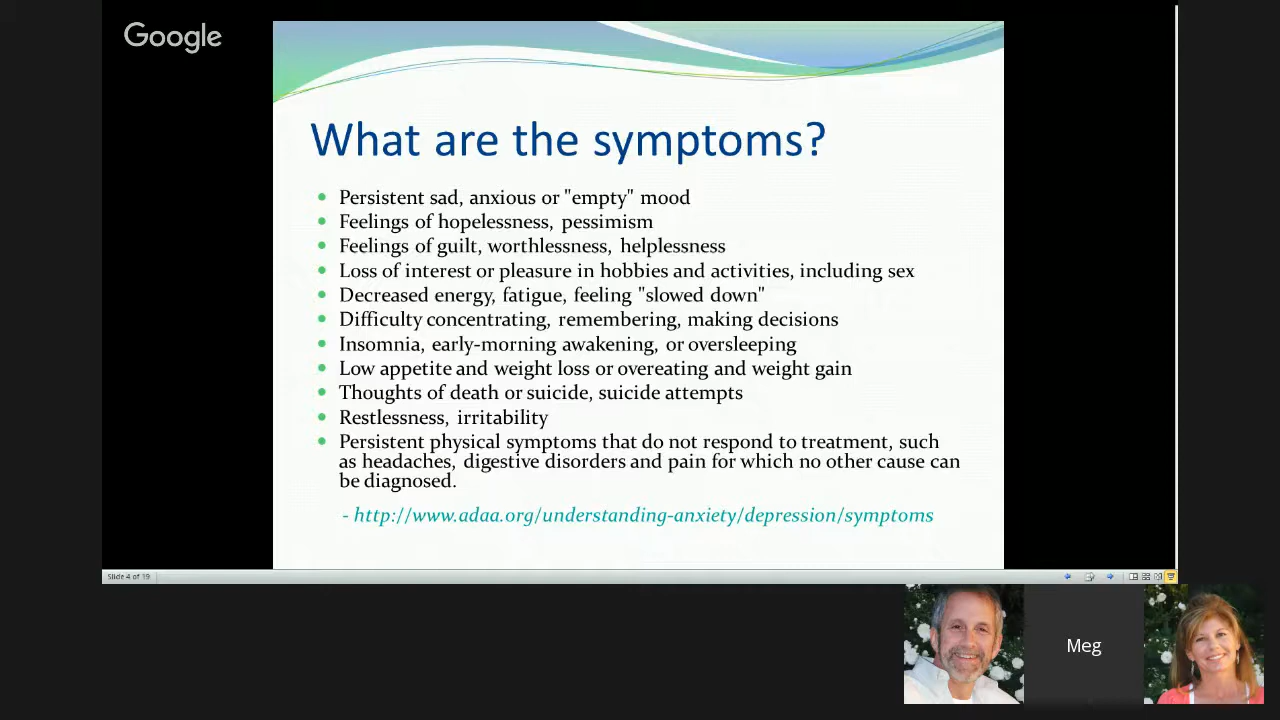 Google
What are the symptoms?
Persistent sad, anxious or "empty" mood
Feelings of hopelessness, pessimism
Feelings of guilt, worthlessness, helplessness
Loss of interest or pleasure in hobbies and activities, including sex
Decreased energy, fatigue, feeling "slowed down"
Difficulty concentrating, remembering, making decisions
Insomnia, early-morning awakening, or oversleeping
Low appetite and weight loss or overeating and weight gain
Thoughts of death or suicide, suicide attempts
Restlessness, irritability
Persistent physical symptoms that do not respond to treatment, such
as headaches, digestive disorders and pain for which no other cause can
be diagnosed.
- http://www.adaa.org/understanding-anxiety/depression/symptoms
Slide 4 of 19
Meg